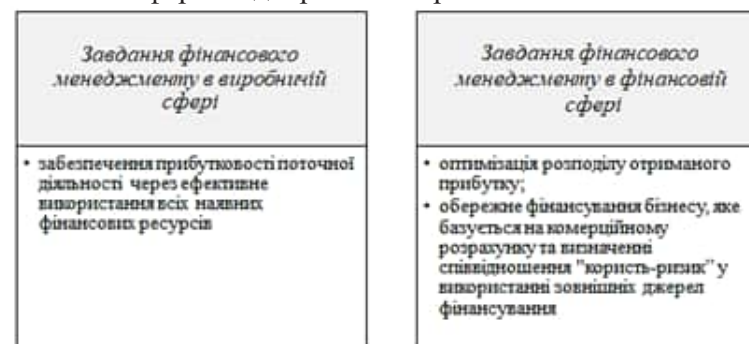 Завдання фінансового
менеджменту в виробничій
сфері
• забезпечення прибутковості поточної
діяльності через ефективне
використання всіх наявних
фінансових ресурсів
Завдання фінансового
менеджменту в фінансовій
сфері
• оптимізація розподілу отриманого
прибутку;
• обережне фінансування бізнесу, яке
базується на комерційному
розрахунку та визначенні
співвідношення "користь-ризик" у
використанні зовнішніх джерел
фінансування